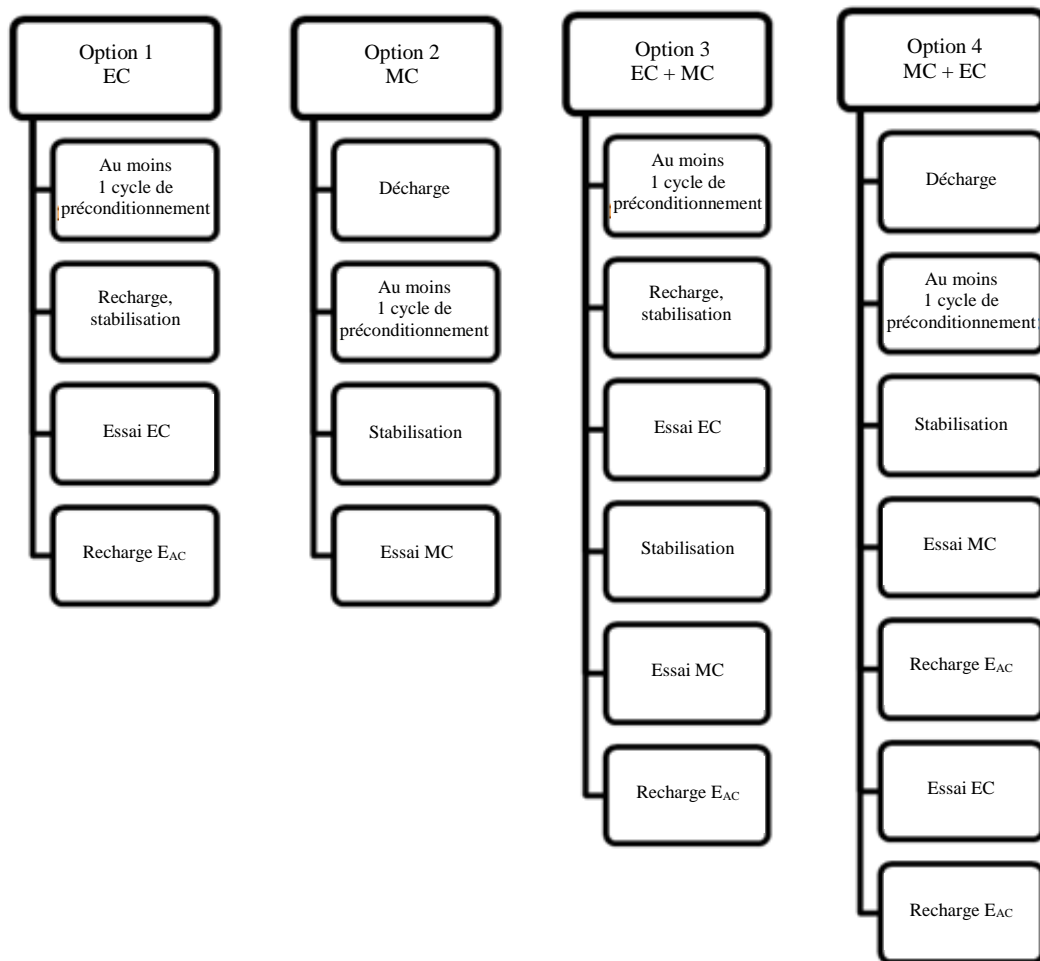 Option 1
EC
Au moins
1 cycle de
préconditionnement
Recharge,
stabilisation
Essai EC
Recharge EAC
Option 2
MC
Décharge
Au moins
1 cycle de
préconditionnement
Stabilisation
Essai MC
Option 3
EC + MC
Au moins
1 cycle de
préconditionnement
Recharge,
stabilisation
Essai EC
Stabilisation
Essai MC
Recharge EAC
Option 4
MC + EC
Décharge
Au moins
1 cycle de
préconditionnement
Stabilisation
Essai MC
Recharge EAC
Essai EC
Recharge EAC